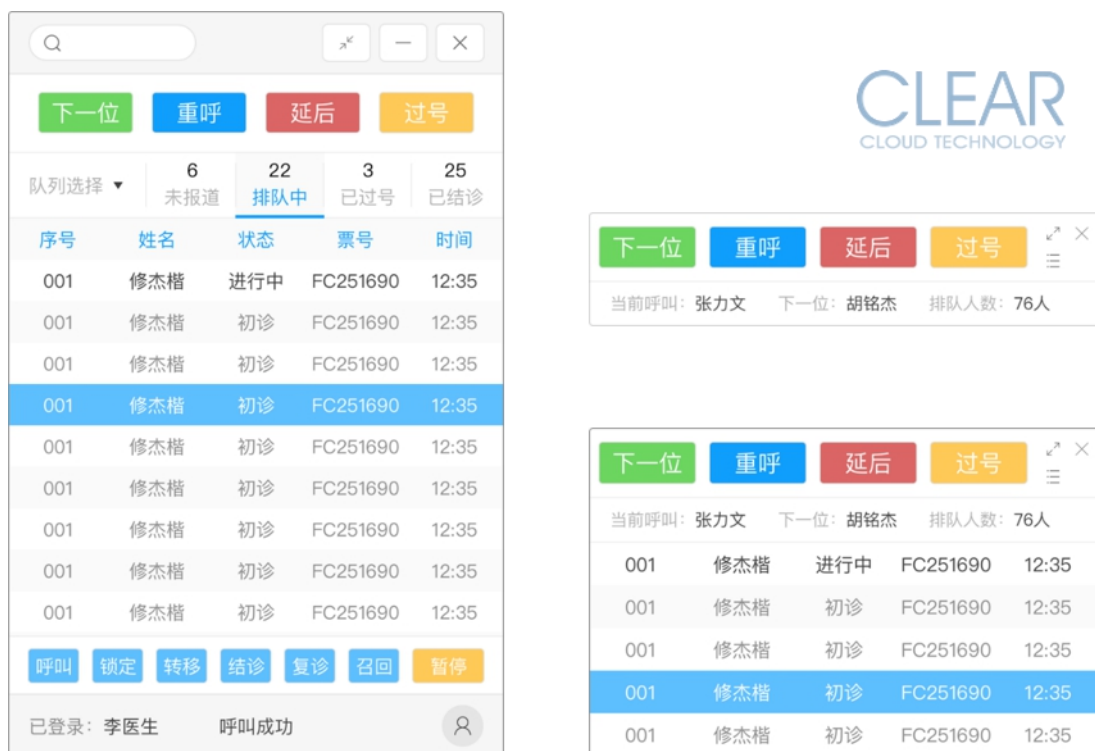 下一位 重呼 延后 过号
队列选择 6 未报道 22 排队中 3 已过号 25 已结诊
序号 姓名 状态 票号 时间
001 修杰楷 进行中 FC251690 12:35
001 修杰楷 初诊 FC251690 12:35
001 修杰楷 初诊 FC251690 12:35
001 修杰楷 初诊 FC251690 12:35
001 修杰楷 初诊 FC251690 12:35
001 修杰楷 初诊 FC251690 12:35
001 修杰楷 初诊 FC251690 12:35
001 修杰楷 初诊 FC251690 12:35
001 修杰楷 初诊 FC251690 12:35
呼叫 锁定 转移 结诊 复诊 召回 暂停
已登录：李医生 呼叫成功
CLEAR
CLOUD TECHNOLOGY
下一位 重呼 延后 过号
当前呼叫：张力文 下一位：胡铭杰 排队人数：76人
下一位 重呼 延后 过号
当前呼叫：张力文 下一位：胡铭杰 排队人数：76人
001 修杰楷 进行中 FC251690 12:35
001 修杰楷 初诊 FC251690 12:35
001 修杰楷 初诊 FC251690 12:35
001 修杰楷 初诊 FC251690 12:35
001 修杰楷 初诊 FC251690 12:35